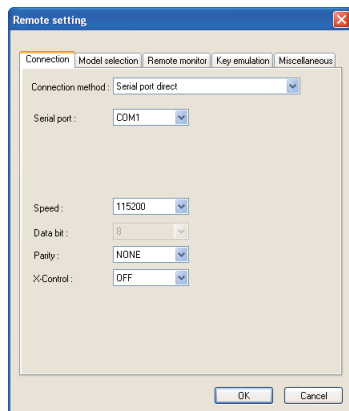 Remote setting
Connection Model selection Remote monitor Key emulation Miscellaneous
Connection method : Serial port direct
Serial port : COM1
Speed : 115200
Data bit : 8
Parity : NONE
X-Control : OFF
OK Cancel